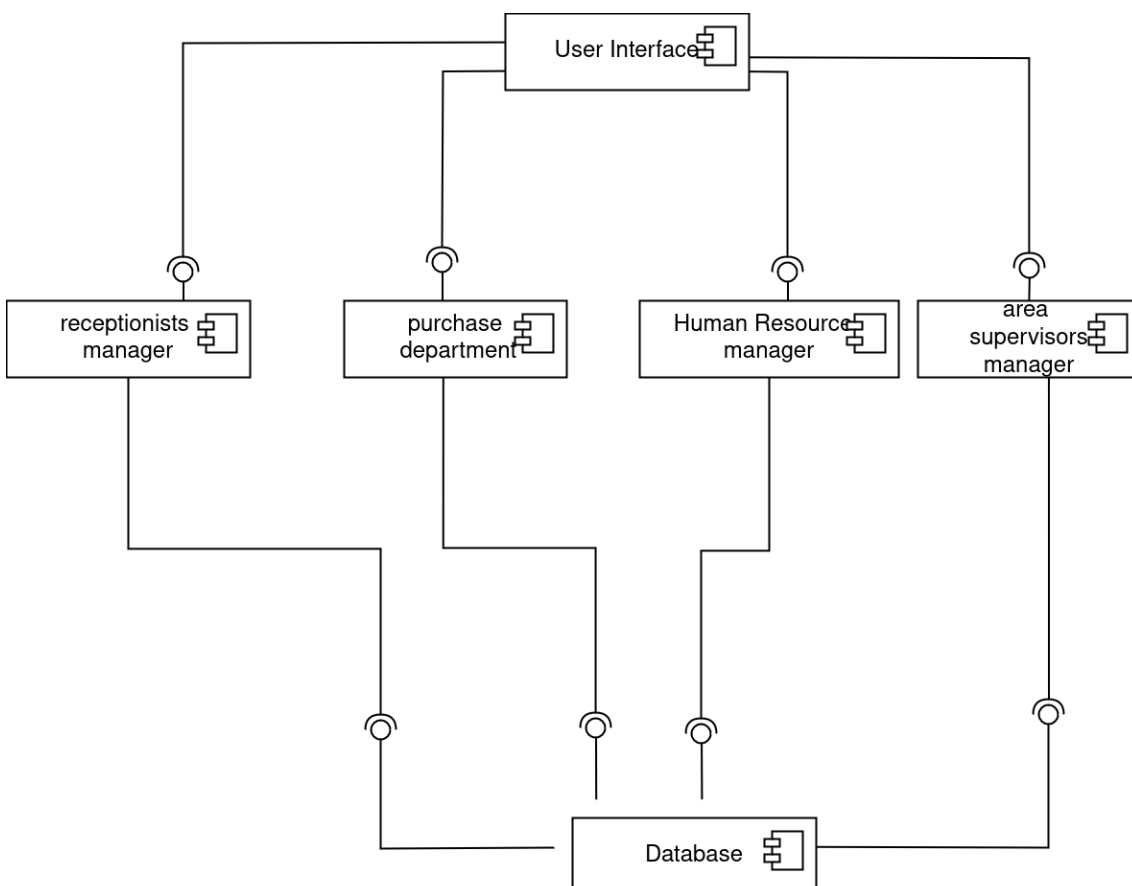 User Interface
receptionists
manager
purchase
department
Human Resource
manager
area
supervisors
manager
Database